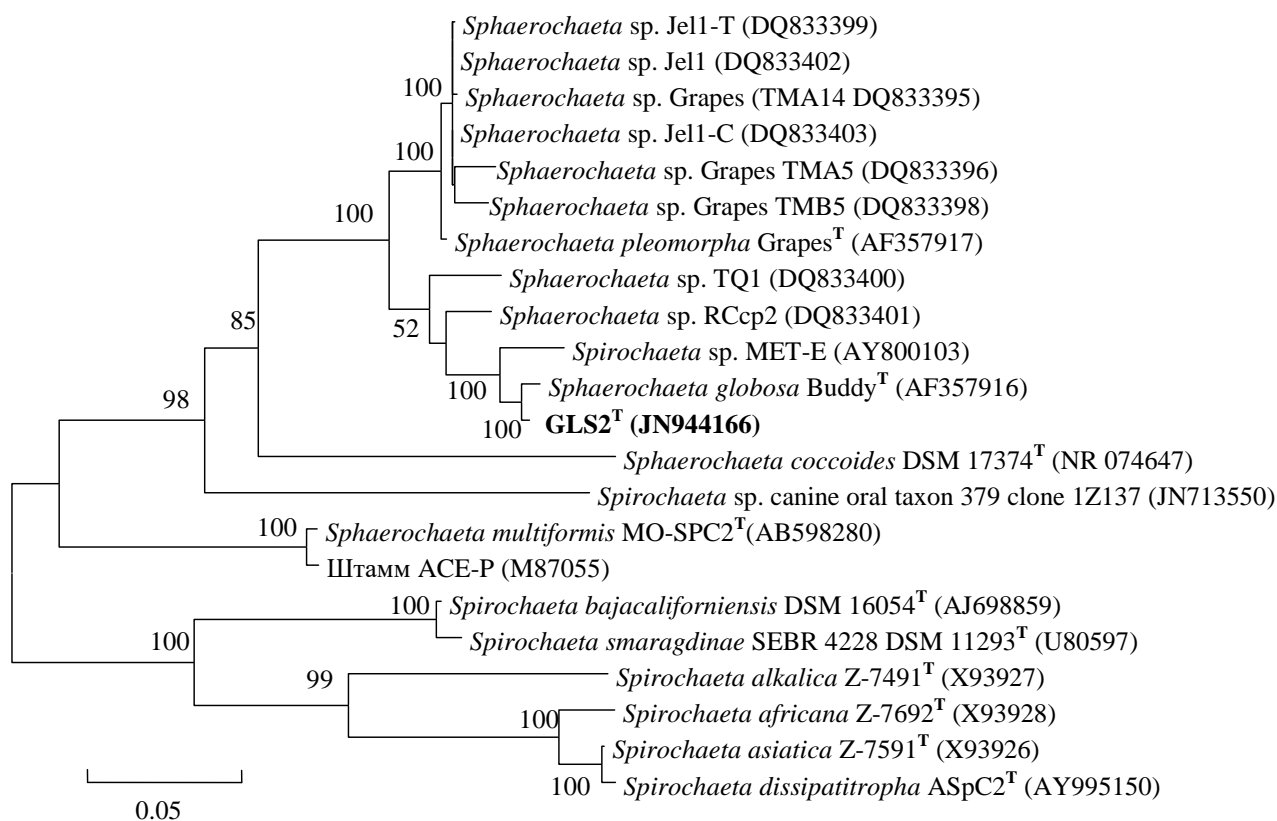 Sphaerochaeta sp. Jel1-T (DQ833399)
Sphaerochaeta sp. Jel1 (DQ833402)
100
Sphaerochaeta sp. Grapes (TMA14 DQ833395)
Sphaerochaeta sp. Jel1-C (DQ833403)
100
Sphaerochaeta sp. Grapes TMA5 (DQ833396)
Sphaerochaeta sp. Grapes TMB5 (DQ833398)
100
Sphaerochaeta pleomorpha Grapesᵀ (AF357917)
Sphaerochaeta sp. TQ1 (DQ833400)
Sphaerochaeta sp. RCcp2 (DQ833401)
85
52
Spirochaeta sp. MET-E (AY800103)
100
Sphaerochaeta globosa Buddyᵀ (AF357916)
98
100
GLS2ᵀ (JN944166)
Sphaerochaeta coccoides DSM 17374ᵀ (NR 074647)
Spirochaeta sp. canine oral taxon 379 clone 1Z137 (JN713550)
100
Sphaerochaeta multiformis MO-SPC2ᵀ(AB598280)
Штамм ACE-P (M87055)
100
Spirochaeta bajacaliforniensis DSM 16054ᵀ (AJ698859)
100
Spirochaeta smaragdinae SEBR 4228 DSM 11293ᵀ (U80597)
99
Spirochaeta alkalica Z-7491ᵀ (X93927)
100
Spirochaeta africana Z-7692ᵀ (X93928)
Spirochaeta asiatica Z-7591ᵀ (X93926)
100
Spirochaeta dissipatitropha ASpC2ᵀ (AY995150)
0.05